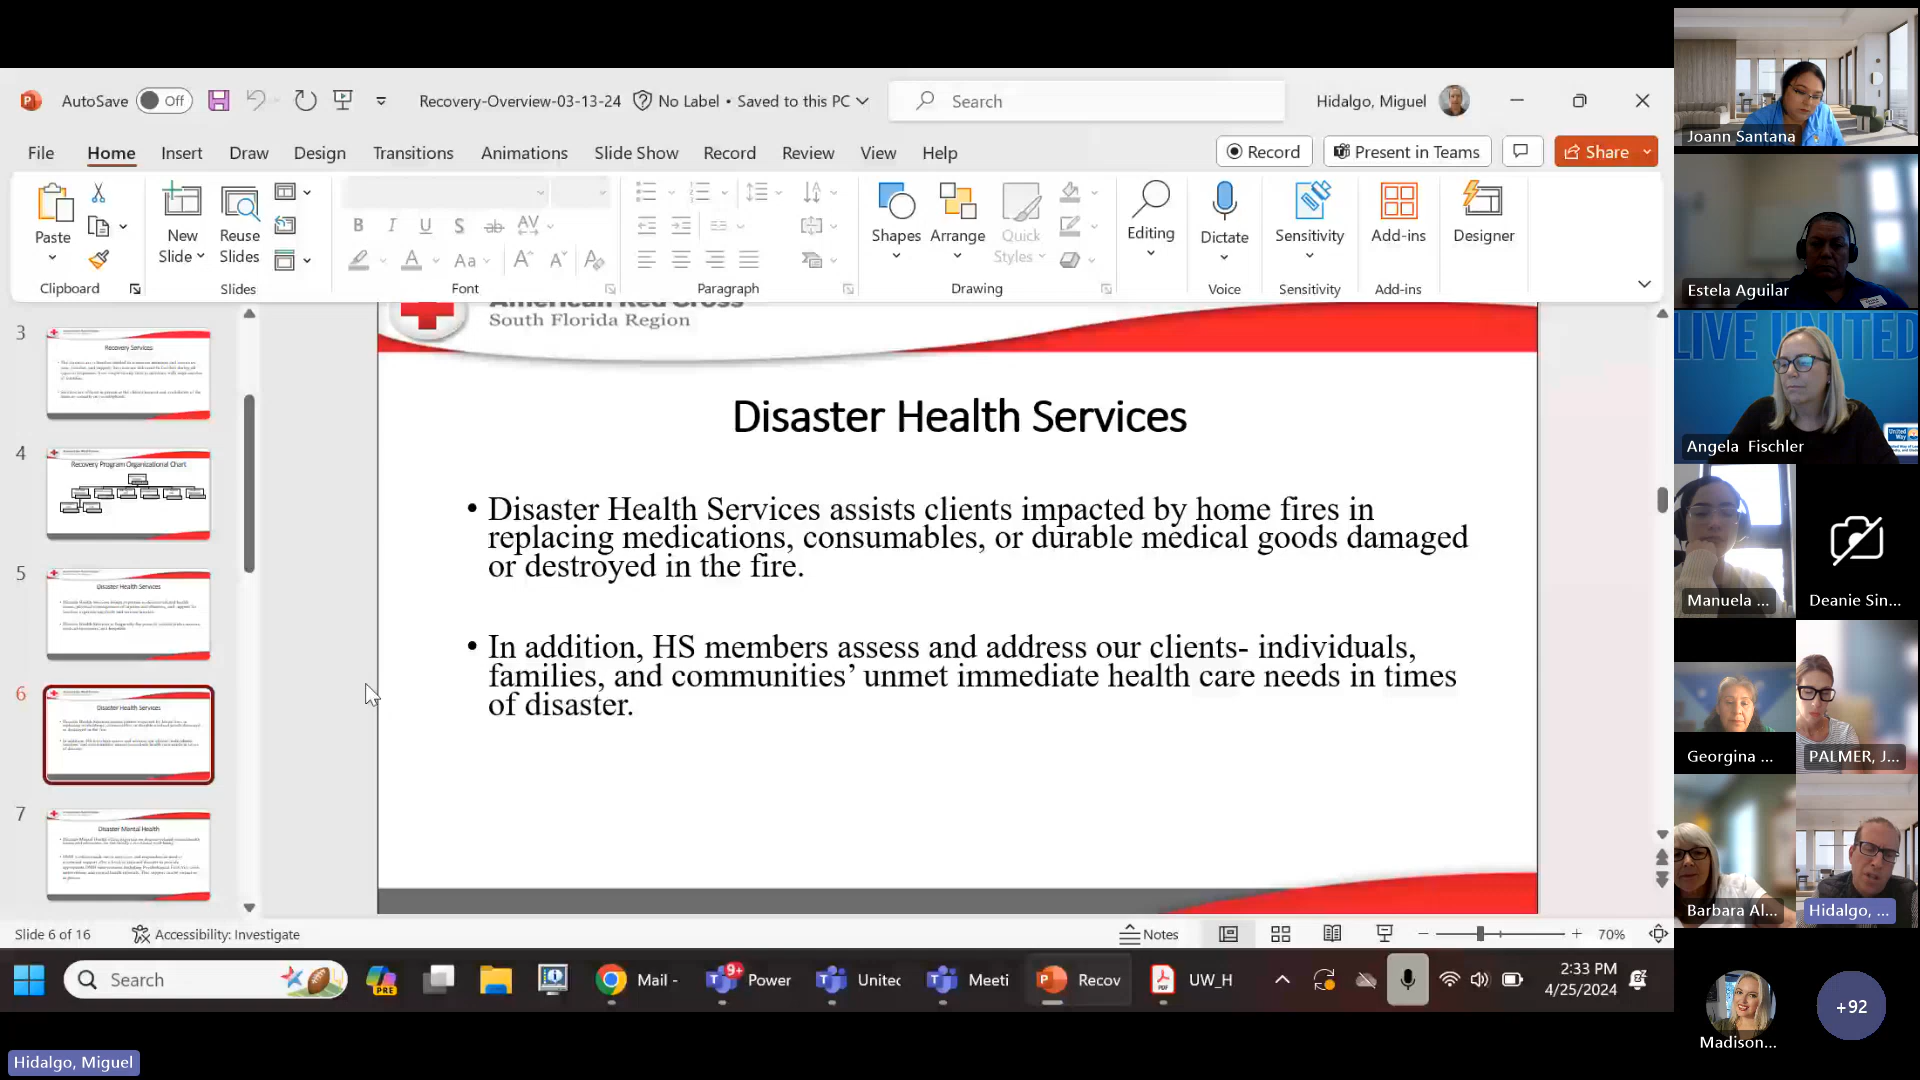 AutoSave Off Recovery-Overview-03-13-24 No Label • Saved to this PC Search Hidalgo, Miguel
File Home Insert Draw Design Transitions Animations Slide Show Record Review View Help Record Present in Teams Share
Paste New Slide Reuse Slides Shapes Arrange Quick Styles Editing Dictate Sensitivity Add-ins Designer
Clipboard Slides Font Paragraph Drawing Voice Sensitivity Add-ins
American Red Cross
South Florida Region
Disaster Health Services
• Disaster Health Services assists clients impacted by home fires in
replacing medications, consumables, or durable medical goods damaged
or destroyed in the fire.
• In addition, HS members assess and address our clients- individuals,
families, and communities’ unmet immediate health care needs in times
of disaster.
3
Recovery Services
4
Recovery Program Organizational Chart
5
Disaster Health Services
6
Disaster Health Services
7
Disaster Mental Health
Slide 6 of 16 Accessibility: Investigate Notes 70%
Search PRE Mail - 9+ Power Unitec Meeti Recov UW_H 2:33 PM
4/25/2024
Hidalgo, Miguel
Joann Santana
Estela Aguilar
LIVE UNITED
United Way
Angela Fischler
Manuela ...
Deanie Sin...
Georgina ...
PALMER, J...
Barbara Al...
Hidalgo, ...
Madison...
+92